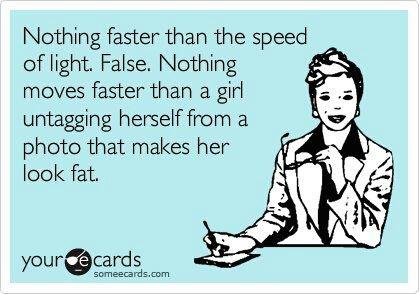 Nothing faster than the speed
of light. False. Nothing
moves faster than a girl
untagging herself from a
photo that makes her
look fat.
your e cards
someecards.com